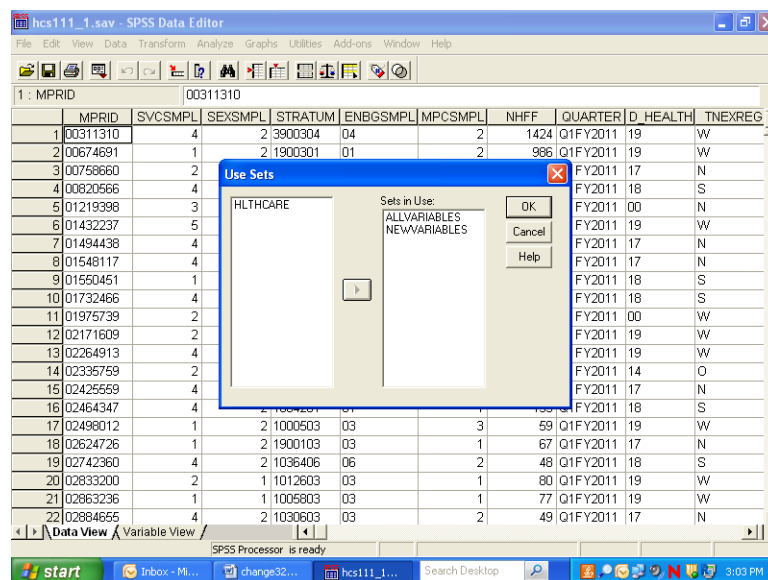 hcs111_1.sav - SPSS Data Editor
File Edit View Data Transform Analyze Graphs Utilities Add-ons Window Help
1 : MPRID 00311310
MPRID SVCSMPL SEXSMPL STRATUM ENBGSMPL MPCSMPL NHFF QUARTER D_HEALTH TNEXREG
1 00311310 4 2 3900304 04 2 1424 Q1FY2011 19 W
2 00674691 1 2 1900301 01 2 986 Q1FY2011 19 W
3 00758660 2 FY2011 17 N
4 00820566 4 FY2011 18 S
5 01219398 3 FY2011 00 N
6 01432237 5 FY2011 19 W
7 01494438 4 FY2011 17 N
8 01548117 4 FY2011 17 N
9 01550451 1 FY2011 18 S
10 01732466 4 FY2011 18 S
11 01975739 2 FY2011 00 W
12 02171609 2 FY2011 19 W
13 02264913 4 FY2011 19 W
14 02335759 2 FY2011 14 O
15 02425559 4 FY2011 17 N
16 02464347 4 FY2011 18 S
17 02498012 1 2 1000503 03 3 59 Q1FY2011 19 W
18 02624726 1 2 1900103 03 1 67 Q1FY2011 17 N
19 02742360 4 2 1036406 06 2 48 Q1FY2011 18 S
20 02833200 2 1 1012603 03 1 80 Q1FY2011 19 W
21 02863236 1 1 1005803 03 1 77 Q1FY2011 19 W
22 02884655 4 2 1030603 03 2 49 Q1FY2011 17 N
Use Sets
HLTHCARE
Sets in Use:
ALLVARIABLES
NEWVARIABLES
OK
Cancel
Help
Data View Variable View
SPSS Processor is ready
start Inbox - Mi... change32... hcs111_1... Search Desktop 3:03 PM